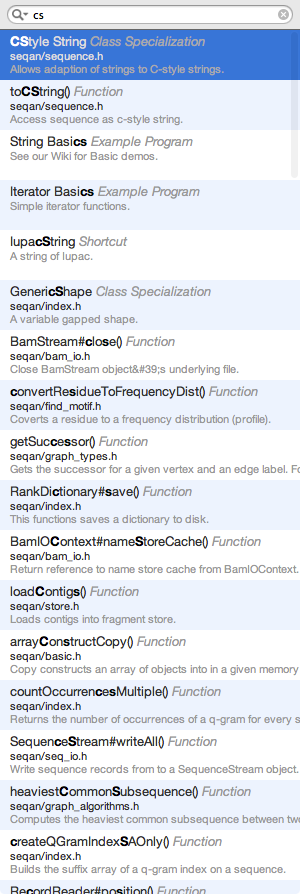 cs
CStyle String Class Specialization
seqan/sequence.h
Allows adaption of strings to C-style strings.
toCString() Function
seqan/sequence.h
Access sequence as c-style string.
String Basics Example Program
See our Wiki for Basic demos.
Iterator Basics Example Program
Simple iterator functions.
IupacString Shortcut
A string of Iupac.
GenericShape Class Specialization
seqan/index.h
A variable gapped shape.
BamStream#close() Function
seqan/bam_io.h
Close BamStream object&#39;s underlying file.
convertResidueToFrequencyDist() Function
seqan/find_motif.h
Coverts a residue to a frequency distribution (profile).
getSuccessor() Function
seqan/graph_types.h
Gets the successor for a given vertex and an edge label. Fo
RankDictionary#save() Function
seqan/index.h
This functions saves a dictionary to disk.
BamIOContext#nameStoreCache() Function
seqan/bam_io.h
Return reference to name store cache from BamIOContext.
loadContigs() Function
seqan/store.h
Loads contigs into fragment store.
arrayConstructCopy() Function
seqan/basic.h
Copy constructs an array of objects into in a given memory
countOccurrencesMultiple() Function
seqan/index.h
Returns the number of occurrences of a q-gram for every s
SequenceStream#writeAll() Function
seqan/seq_io.h
Write sequence records from to a SequenceStream object.
heaviestCommonSubsequence() Function
seqan/graph_algorithms.h
Computes the heaviest common subsequence between two
createQGramIndexSAOnly() Function
seqan/index.h
Builds the suffix array of a q-gram index on a sequence.
RecordReader#position() Function